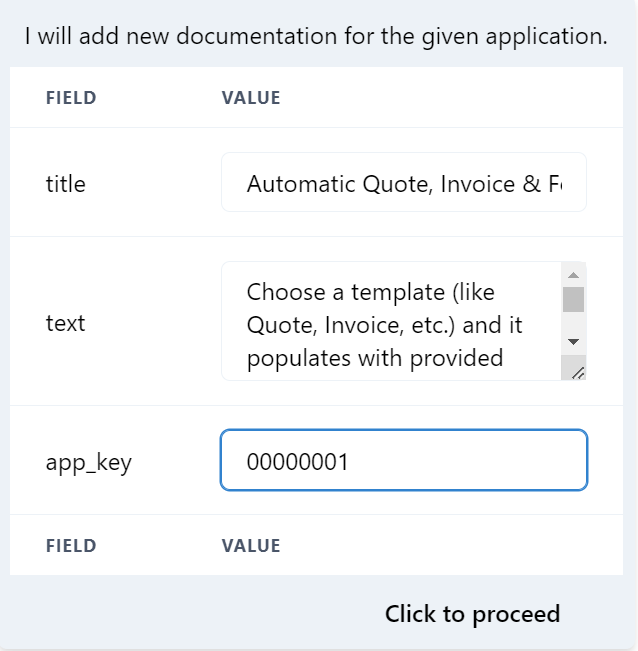 I will add new documentation for the given application.
FIELD VALUE
title Automatic Quote, Invoice &
text Choose a template (like
Quote, Invoice, etc.) and it
populates with provided
app_key 00000001
FIELD VALUE
Click to proceed